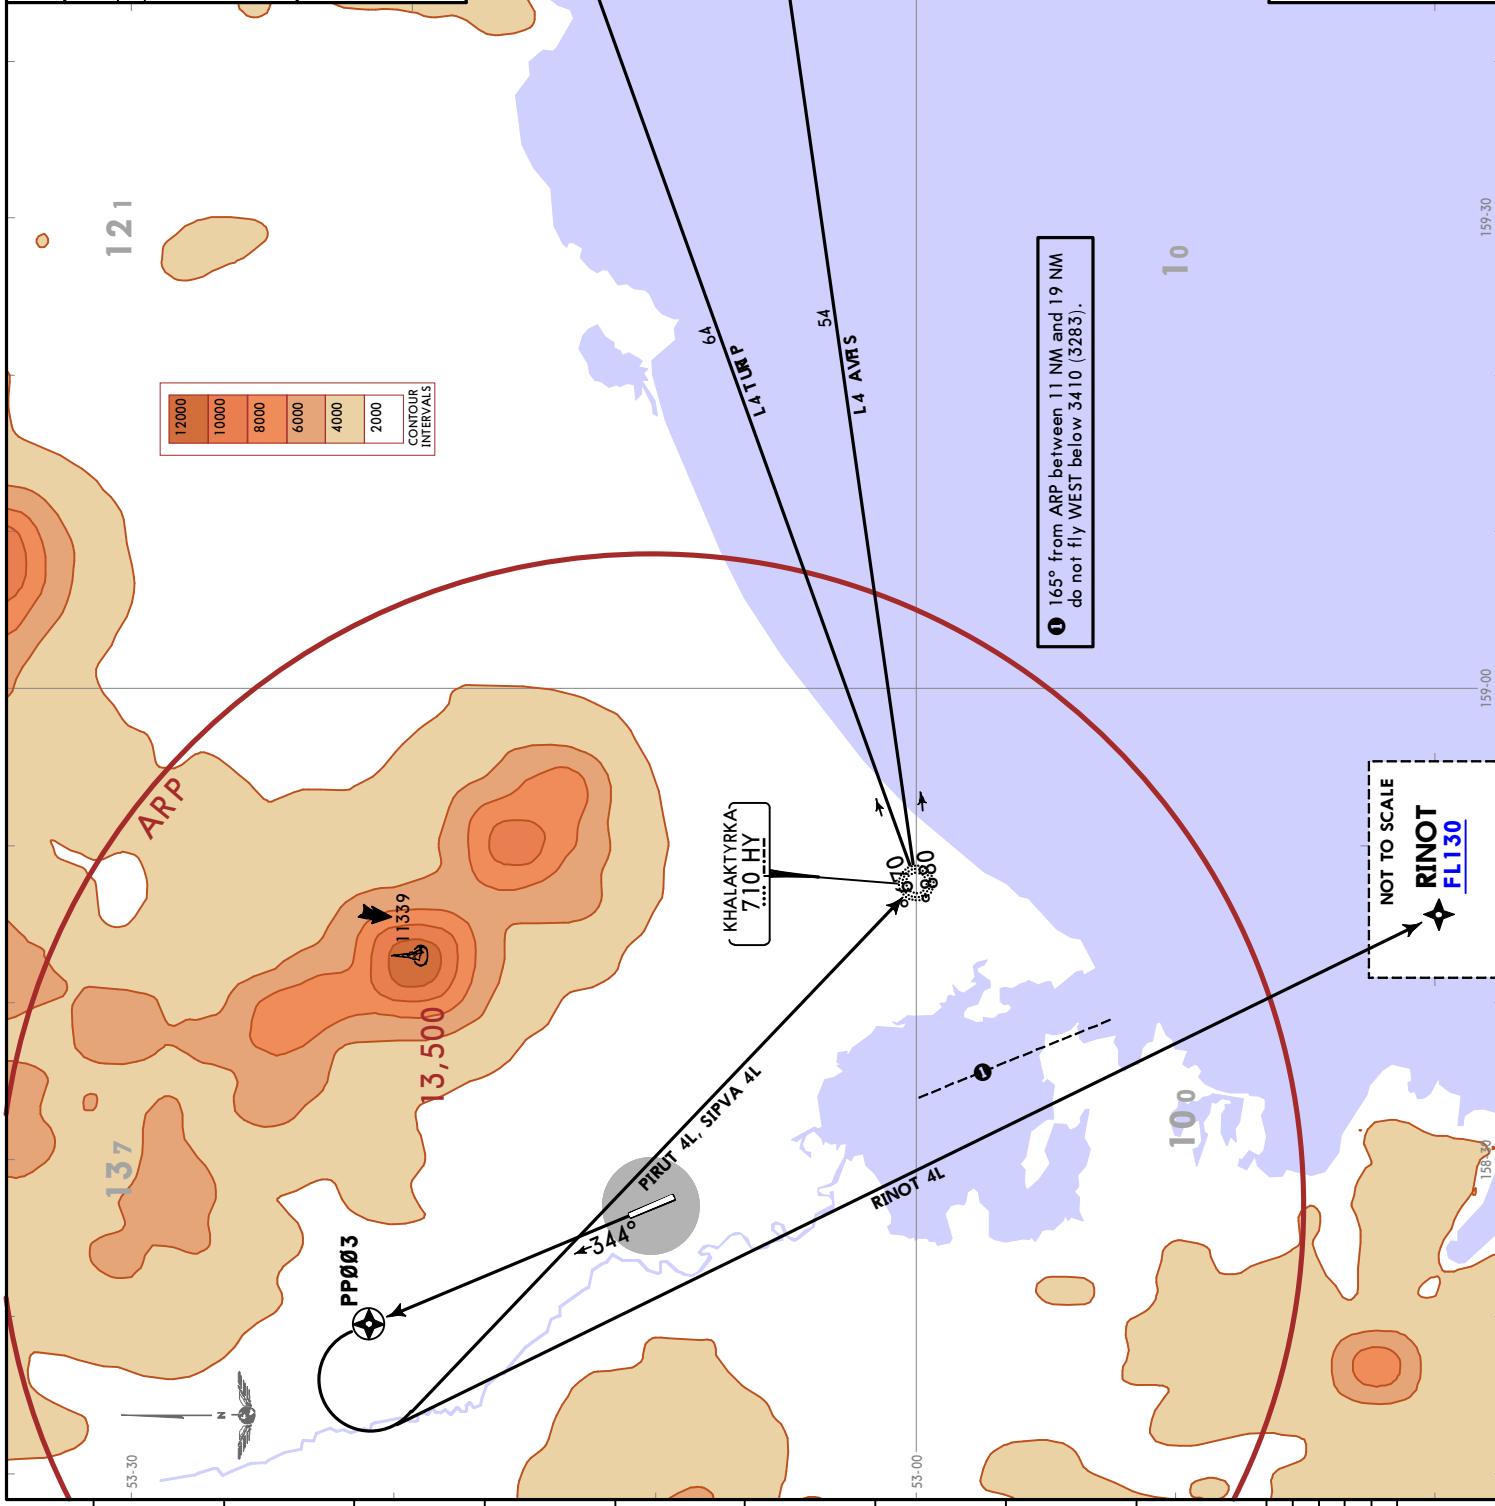 12¹
12000
10000
8000
6000
4000
2000
CONTOUR
INTERVALS
ARP
11339
13,500
13⁷
N
53-30
PPØØ3
344°
PIRUT 4L, SIPVA 4L
RINOT 4L
KHALAKTYRKA
710 HY
64
54
❶ 165° from ARP between 11 NM and 19 NM
do not fly WEST below 3410 (3283).
1⁰
10⁰
❶
NOT TO SCALE
RINOT
FL130
53-00
159-30
159-00
158-30